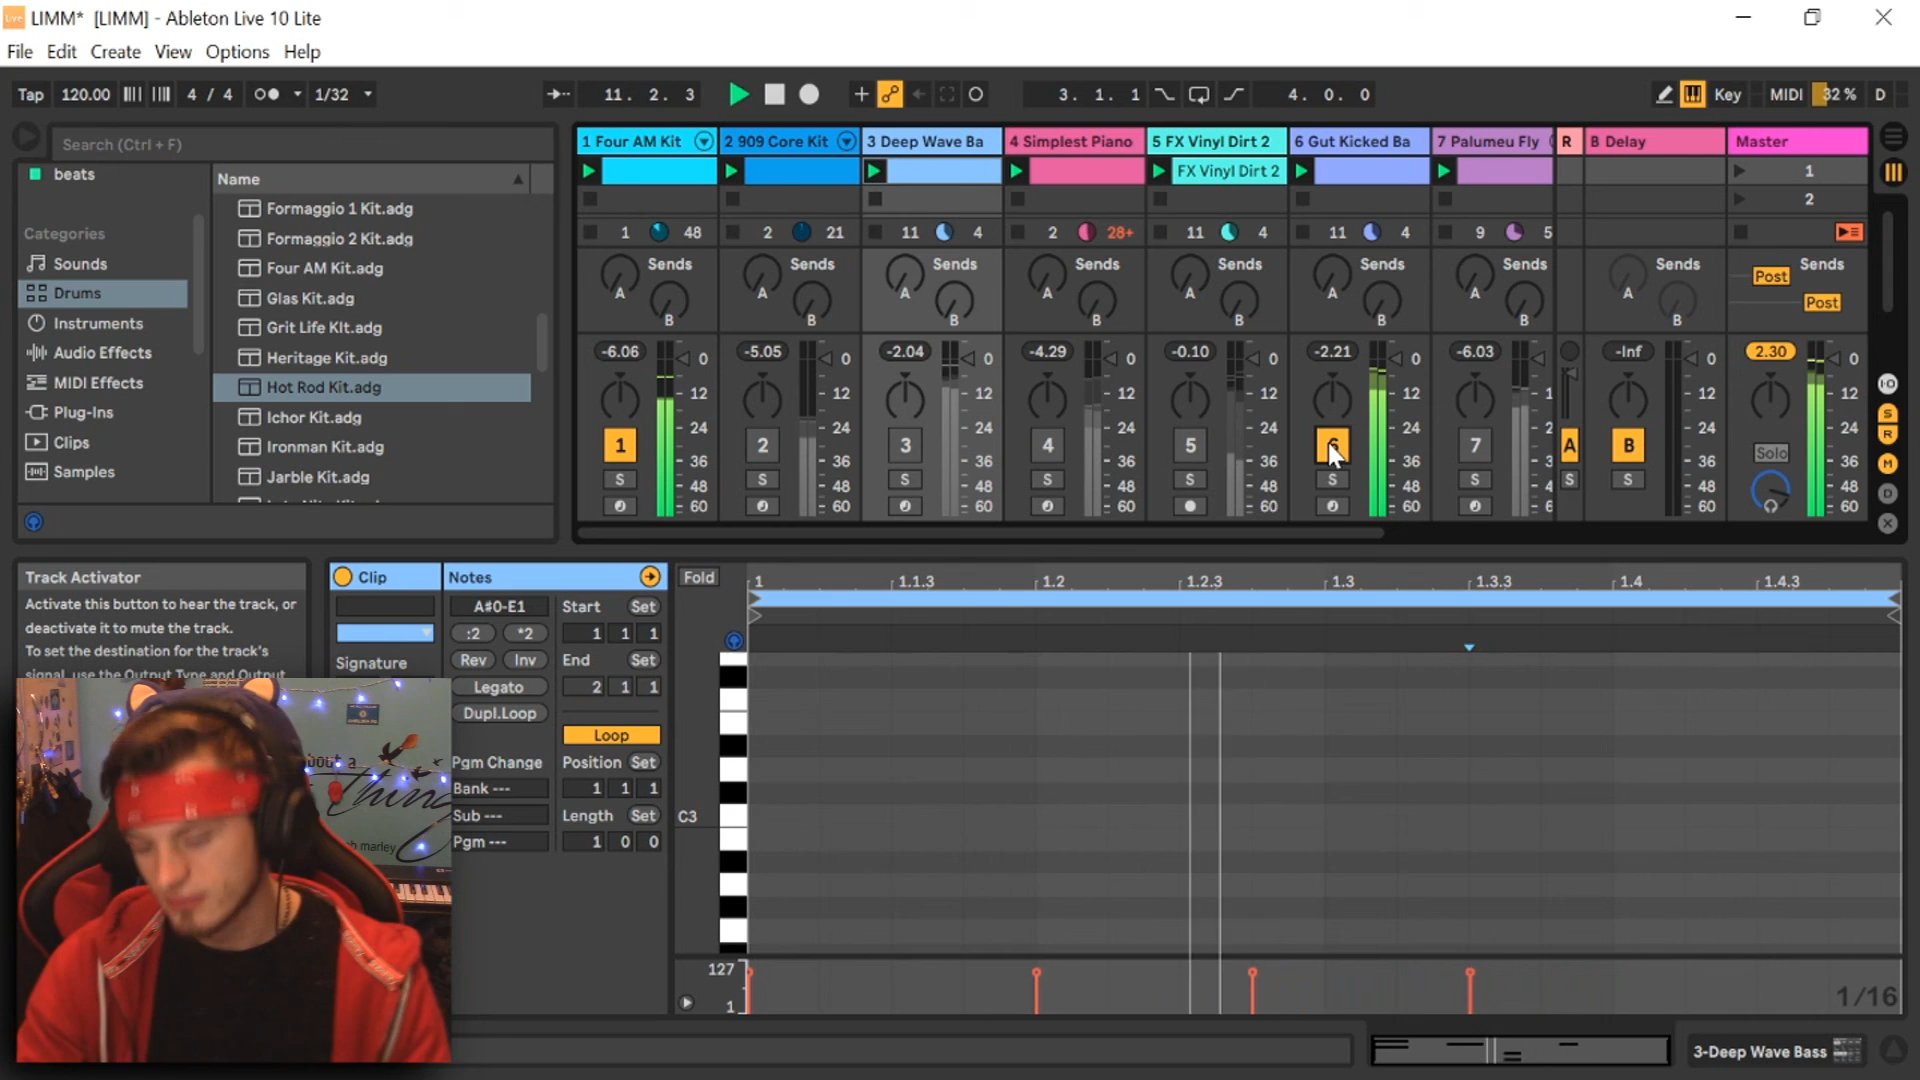 LIMM* [LIMM] - Ableton Live 10 Lite
File Edit Create View Options Help
Tap 120.00 4 / 4 1/32 11. 2. 3 3. 1. 1 4. 0. 0 Key MIDI 32 % D
Search (Ctrl + F)
beats
Categories
Sounds
Drums
Instruments
Audio Effects
MIDI Effects
Plug-Ins
Clips
Samples
Name
Formaggio 1 Kit.adg
Formaggio 2 Kit.adg
Four AM Kit.adg
Glas Kit.adg
Grit Life KIt.adg
Heritage Kit.adg
Hot Rod Kit.adg
Ichor Kit.adg
Ironman Kit.adg
Jarble Kit.adg
1 Four AM Kit 2 909 Core Kit 3 Deep Wave Ba 4 Simplest Piano 5 FX Vinyl Dirt 2 6 Gut Kicked Ba 7 Palumeu Fly R B Delay Master
FX Vinyl Dirt 2 1
2
1 48 2 21 11 4 2 28+ 11 4 11 4 9 5
Sends Sends Sends Sends Sends Sends Sends Sends Sends
A A A A A A A A Post
B B B B B B B B Post
-6.06 0 -5.05 0 -2.04 0 -4.29 0 -0.10 0 -2.21 0 -6.03 0 -Inf 0 2.30 0
12 12 12 12 12 12 12 12
24 24 24 24 24 24 24 24
1 2 3 4 5 6 7 A B Solo
36 36 36 36 36 36 3 36 36
S S S S S S S S S
48 48 48 48 48 48 4 48 48
60 60 60 60 60 60 6 60 60
S
R
M
D
Track Activator
Activate this button to hear the track, or
deactivate it to mute the track.
To set the destination for the track's
signal, use the Output Type and Output
Clip
Signature
Notes
A#0-E1
:2 *2
Rev Inv
Legato
Dupl.Loop
Pgm Change
Bank ---
Sub ---
Pgm ---
Start Set
1 1 1
End Set
2 1 1
Loop
Position Set
1 1 1
Length Set
1 0 0
Fold
1 1.1.3 1.2 1.2.3 1.3 1.3.3 1.4 1.4.3
C3
127
1
1/16
bout a
Thing
b marley
3-Deep Wave Bass